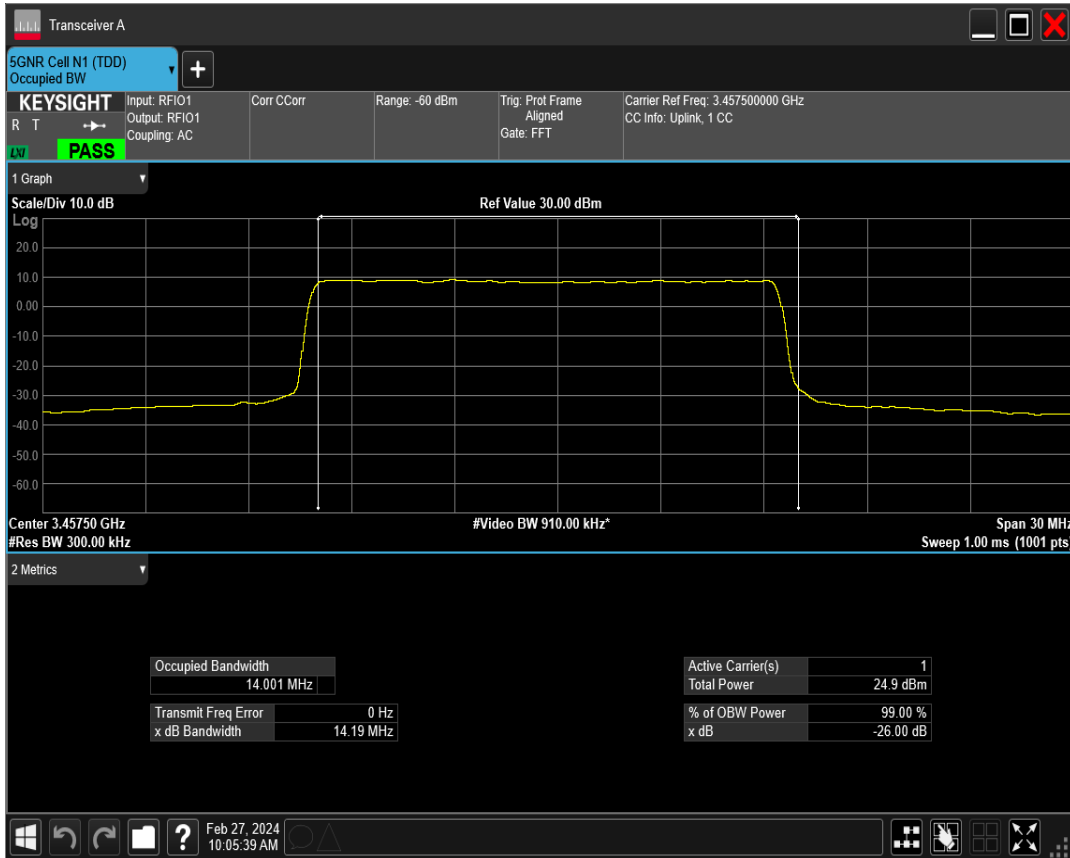 Transceiver A
5GNR Cell N1 (TDD)
Occupied BW
+
KEYSIGHT
R T
LXI
PASS
Input: RFIO1
Output: RFIO1
Coupling: AC
Corr CCorr
Range: -60 dBm
Trig: Prot Frame
Aligned
Gate: FFT
Carrier Ref Freq: 3.457500000 GHz
CC Info: Uplink, 1 CC
1 Graph
Scale/Div 10.0 dB
Ref Value 30.00 dBm
Log
20.0
10.0
0.00
-10.0
-20.0
-30.0
-40.0
-50.0
-60.0
Center 3.45750 GHz
#Video BW 910.00 kHz*
Span 30 MHz
#Res BW 300.00 kHz
Sweep 1.00 ms (1001 pts)
2 Metrics
Occupied Bandwidth
14.001 MHz
Transmit Freq Error 0 Hz
x dB Bandwidth 14.19 MHz
Active Carrier(s) 1
Total Power 24.9 dBm
% of OBW Power 99.00 %
x dB -26.00 dB
?
Feb 27, 2024
10:05:39 AM